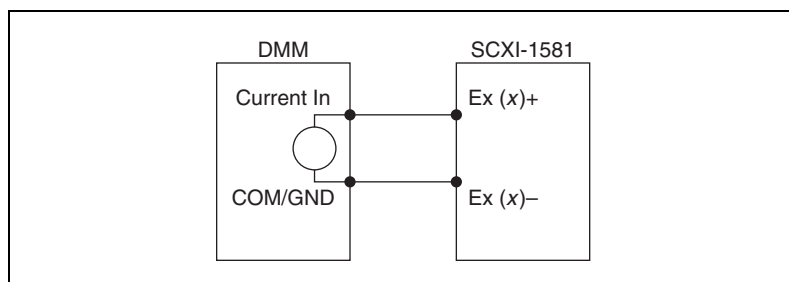 DMM
SCXI-1581
Current In
Ex (x)+
COM/GND
Ex (x)–